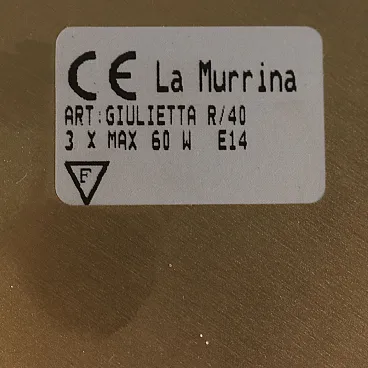 CE La Murrina
ART:GIULIETTA R/40
3 X MAX 60 W E14
F